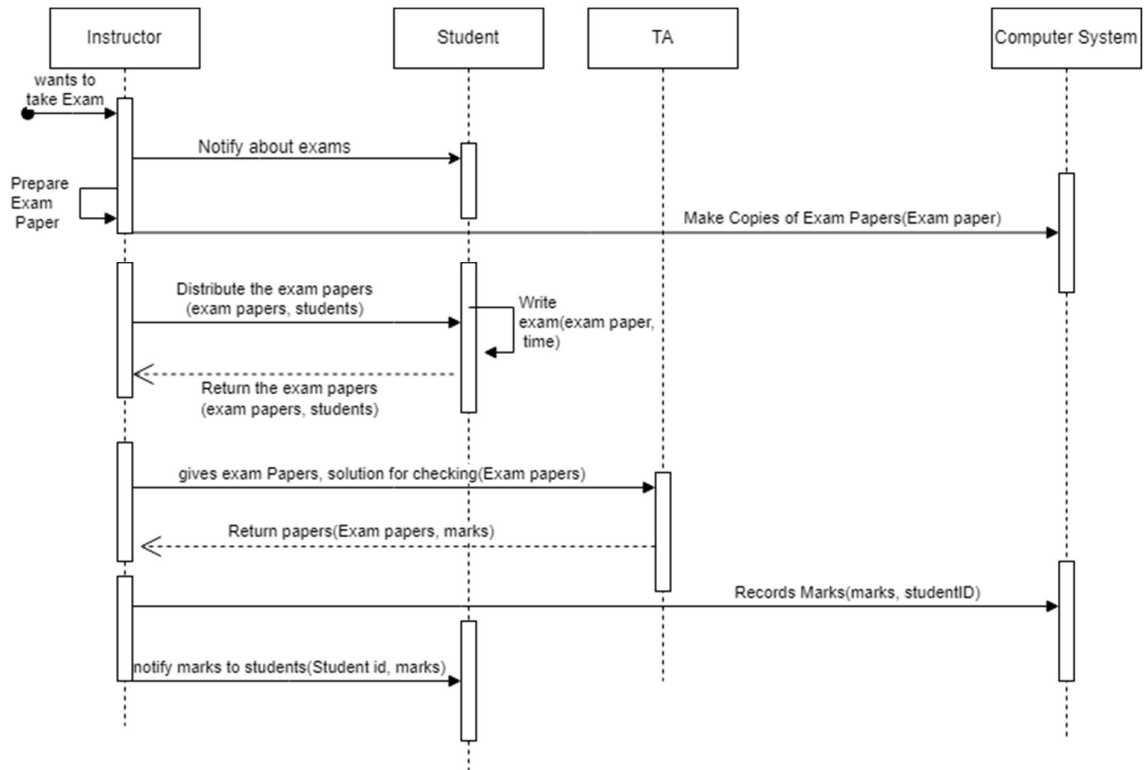 Instructor
Student
TA
Computer System
wants to
take Exam
Notify about exams
Prepare
Exam
Paper
Make Copies of Exam Papers(Exam paper)
Distribute the exam papers
(exam papers, students)
Write
exam(exam paper,
time)
Return the exam papers
(exam papers, students)
gives exam Papers, solution for checking(Exam papers)
Return papers(Exam papers, marks)
Records Marks(marks, studentID)
notify marks to students(Student id, marks)